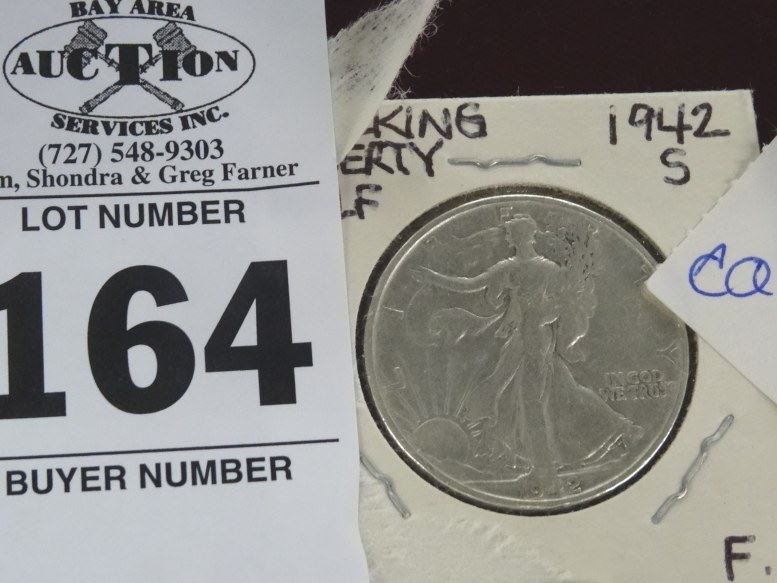 BAY AREA
AUCTION
SERVICES INC.
(727) 548-9303
n, Shondra & Greg Farner
LOT NUMBER
164
BUYER NUMBER
KING
ERTY
1942
S
CO
IN GOD
WE TRUST
1942
F.